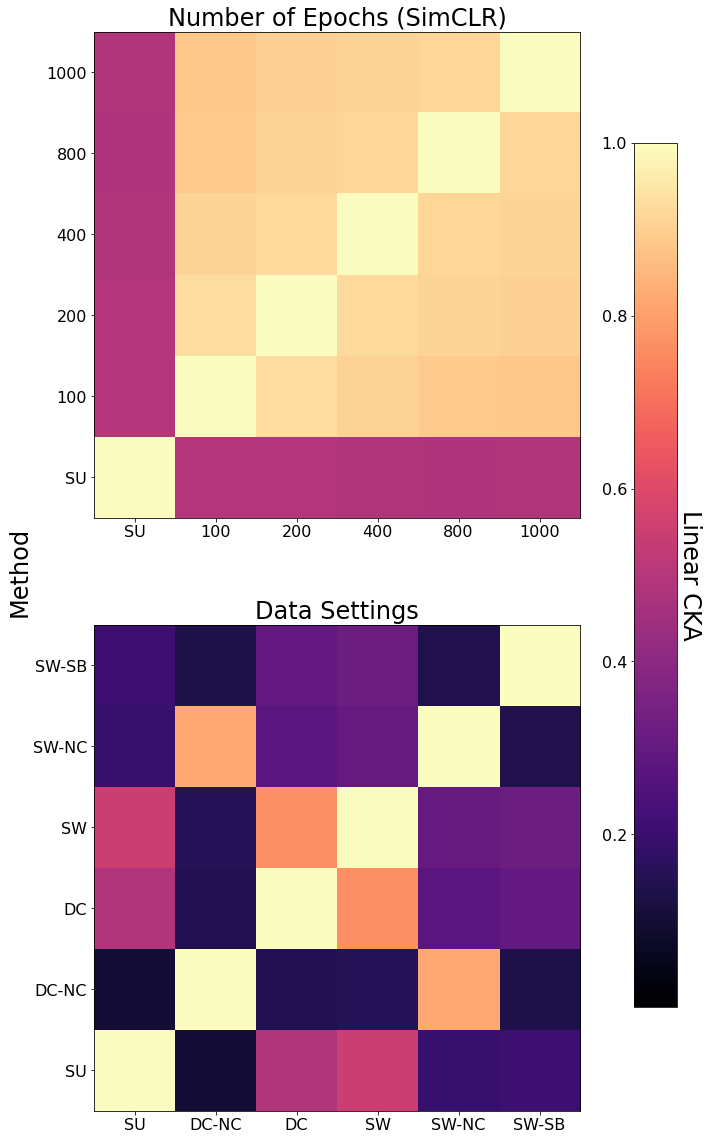 Number of Epochs (SimCLR)
1000
800
400
200
100
SU
SU 100 200 400 800 1000
Method
Data Settings
SW-SB
SW-NC
SW
DC
DC-NC
SU
SU DC-NC DC SW SW-NC SW-SB
1.0
0.8
0.6
0.4
0.2
Linear CKA